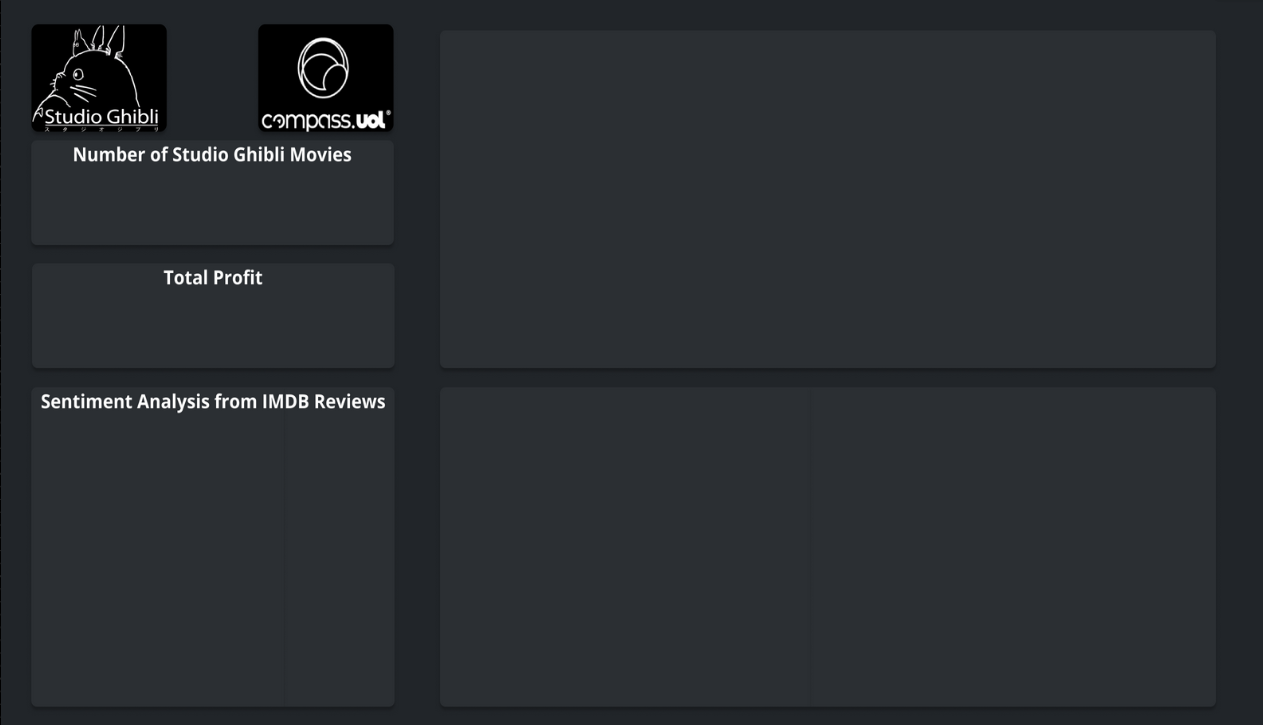 Studio Ghibli
スタジオジブリ
compass.uol
Number of Studio Ghibli Movies
Total Profit
Sentiment Analysis from IMDB Reviews